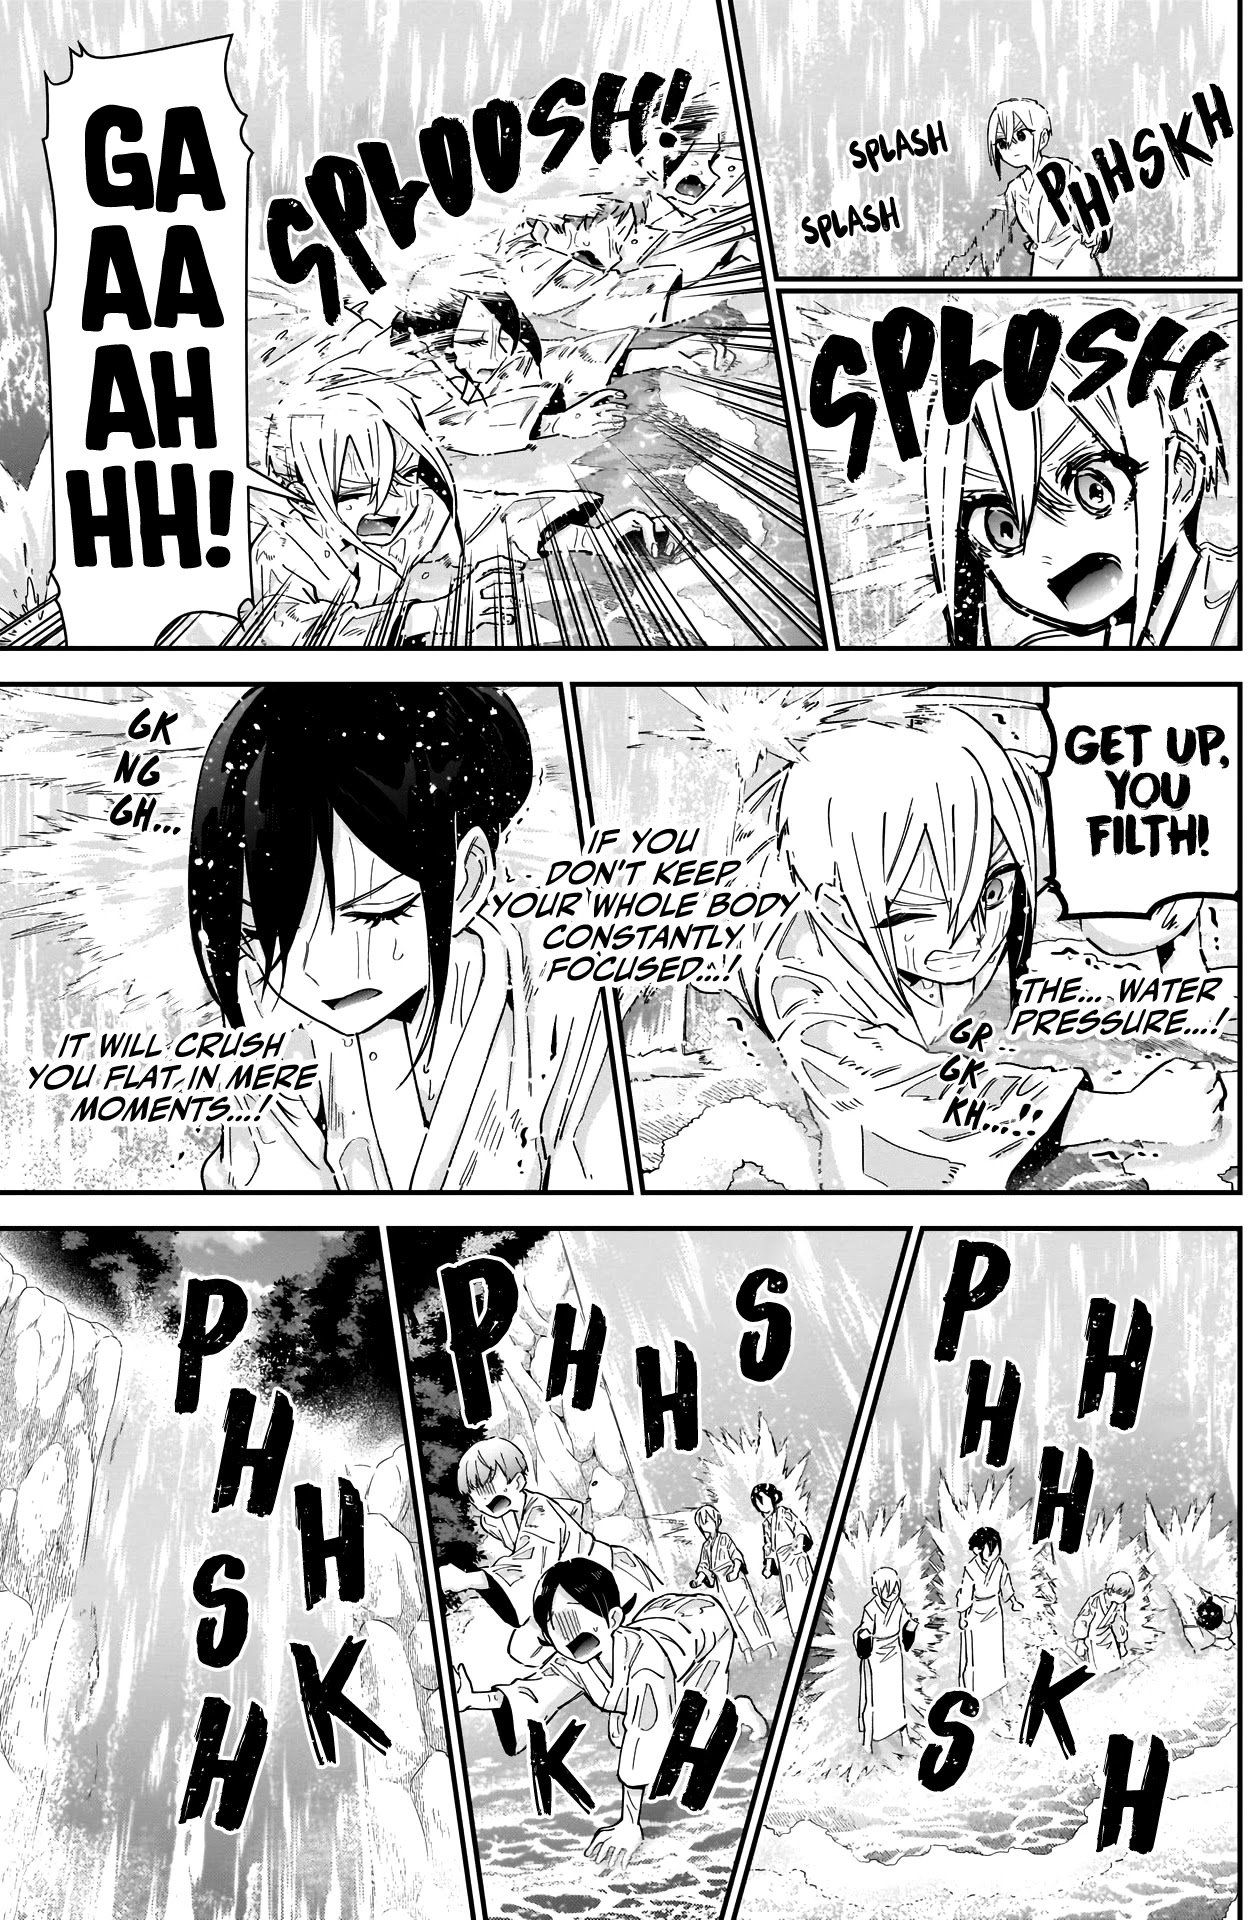 SPLASH
PHHSKH
SPLASH
SPLOSH
SPLOOSH!
GA
AA
AH
HH!
GET UP,
YOU
FILTH!
THE... WATER
PRESSURE...!
GR
GK
KH...!!
IF YOU
DON'T KEEP
YOUR WHOLE BODY
CONSTANTLY
FOCUSED...!
GK
NG
GH...
IT WILL CRUSH
YOU FLAT IN MERE
MOMENTS...!
PHHHSKH
PHHSKH
PHHSKH